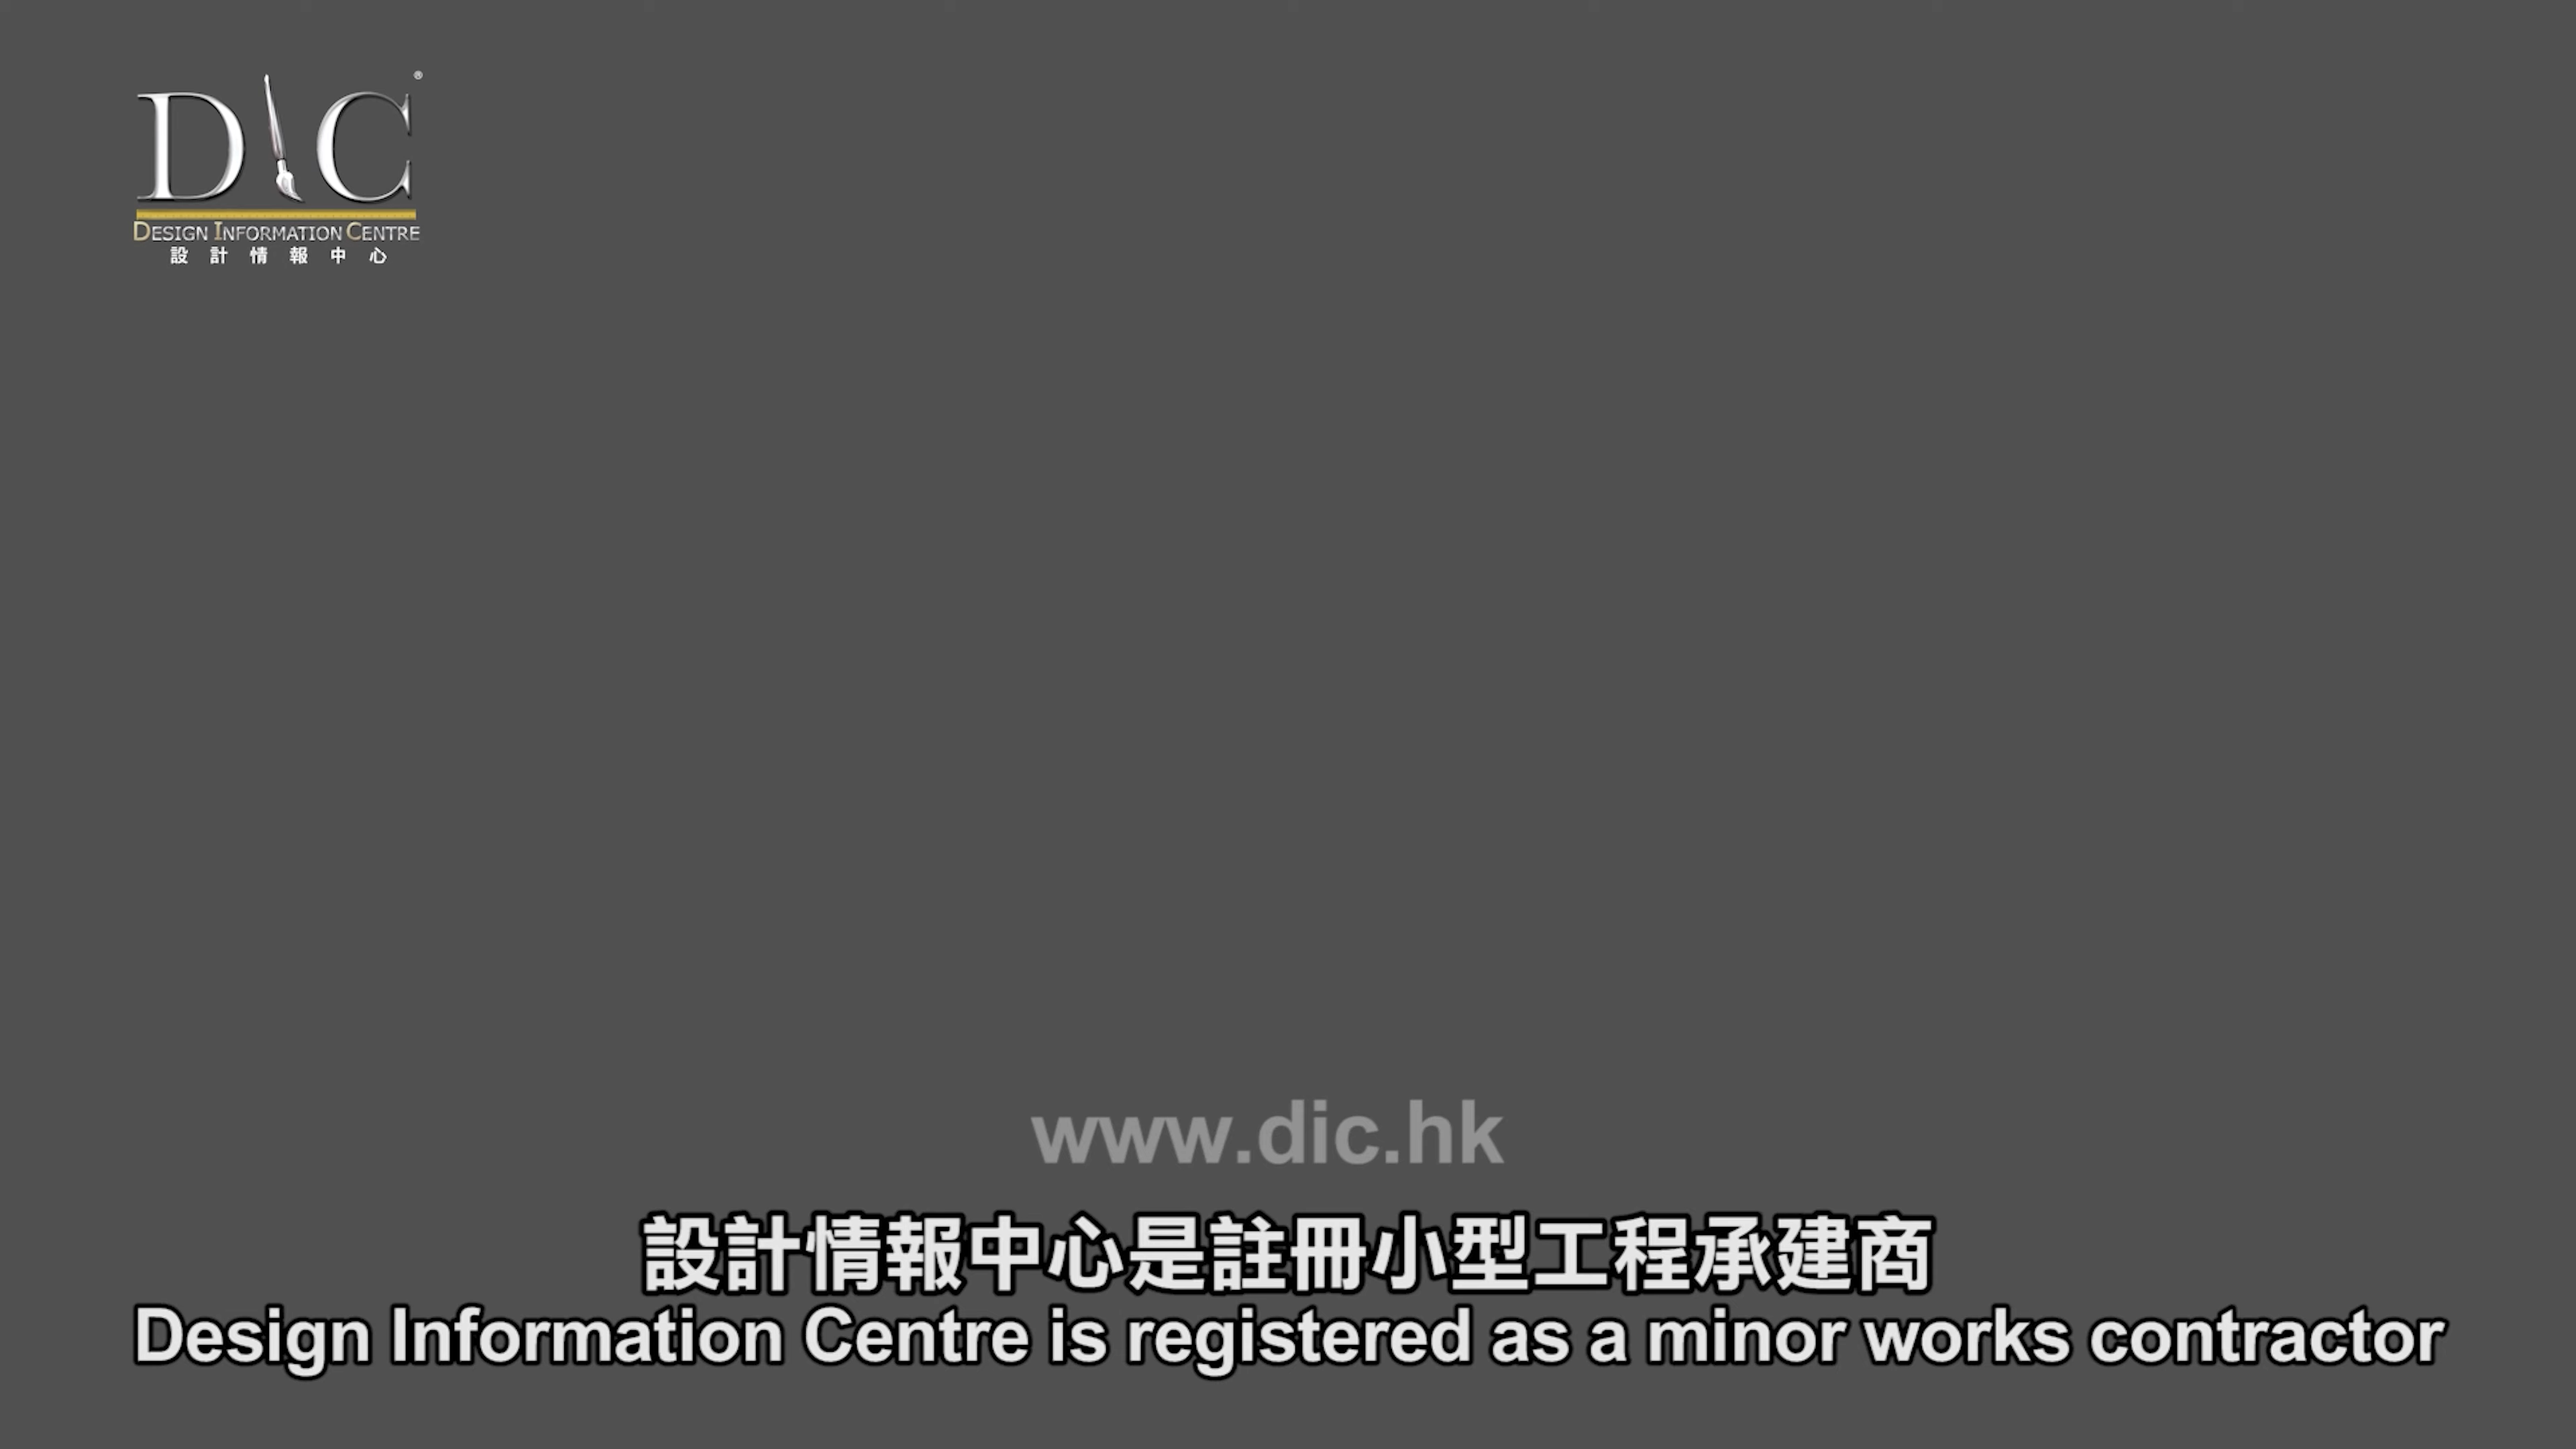 DIC®
DESIGN INFORMATION CENTRE
設計情報中心
www.dic.hk
設計情報中心是註冊小型工程承建商
Design Information Centre is registered as a minor works contractor